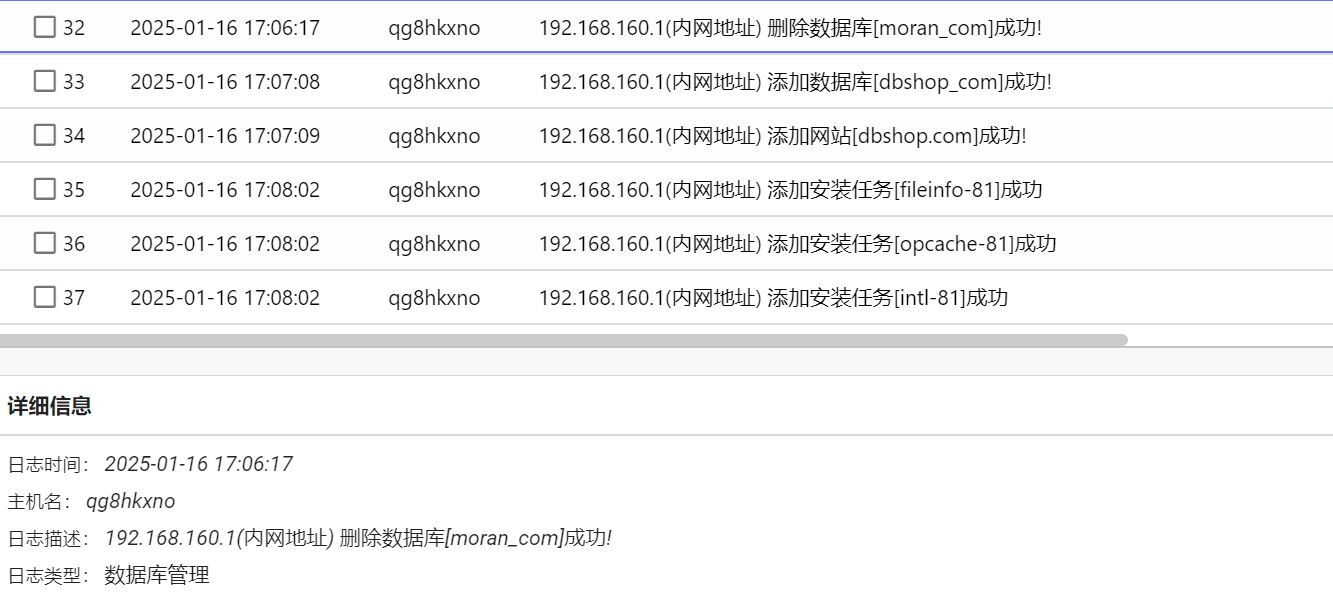 32 2025-01-16 17:06:17 qg8hkxno 192.168.160.1(内网地址) 删除数据库[moran_com]成功!
33 2025-01-16 17:07:08 qg8hkxno 192.168.160.1(内网地址) 添加数据库[dbshop_com]成功!
34 2025-01-16 17:07:09 qg8hkxno 192.168.160.1(内网地址) 添加网站[dbshop.com]成功!
35 2025-01-16 17:08:02 qg8hkxno 192.168.160.1(内网地址) 添加安装任务[fileinfo-81]成功
36 2025-01-16 17:08:02 qg8hkxno 192.168.160.1(内网地址) 添加安装任务[opcache-81]成功
37 2025-01-16 17:08:02 qg8hkxno 192.168.160.1(内网地址) 添加安装任务[intl-81]成功
详细信息
日志时间： 2025-01-16 17:06:17
主机名： qg8hkxno
日志描述： 192.168.160.1(内网地址) 删除数据库[moran_com]成功!
日志类型： 数据库管理